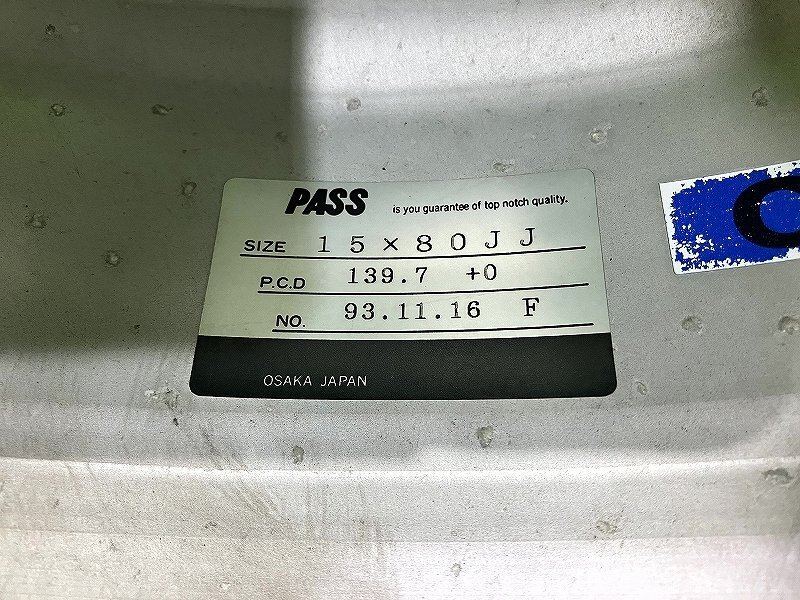 PASS is you guarantee of top notch quality.
SIZE 15×80JJ
P.C.D 139.7 +0
NO. 93.11.16 F
OSAKA JAPAN